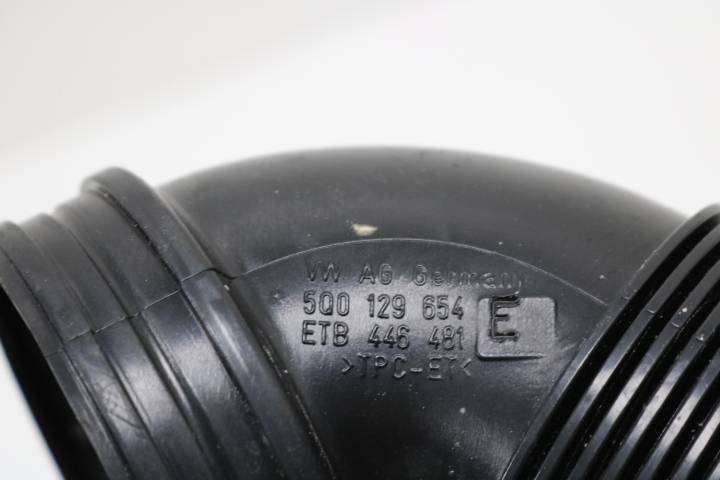 VW AG Germany
5Q0 129 654 E
ETB 446 481
>TPC-ET<